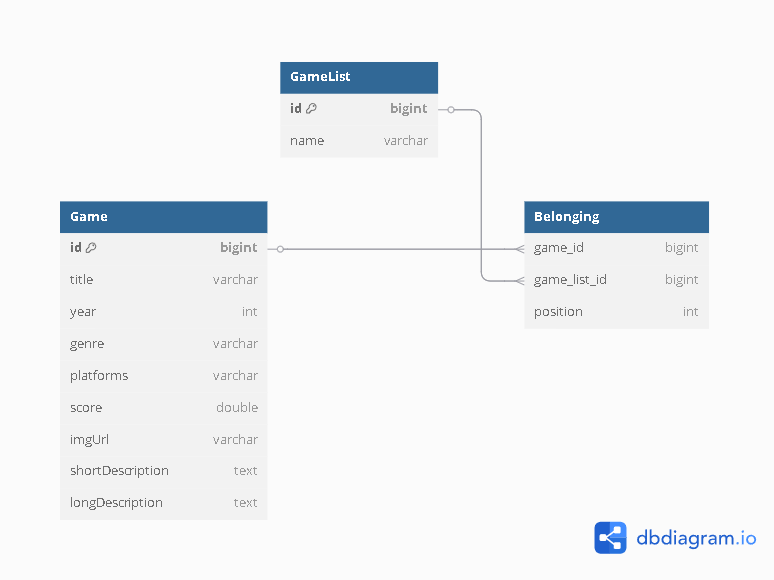 GameList
id bigint
name varchar
Game
id bigint
title varchar
year int
genre varchar
platforms varchar
score double
imgUrl varchar
shortDescription text
longDescription text
Belonging
game_id bigint
game_list_id bigint
position int
dbdiagram.io